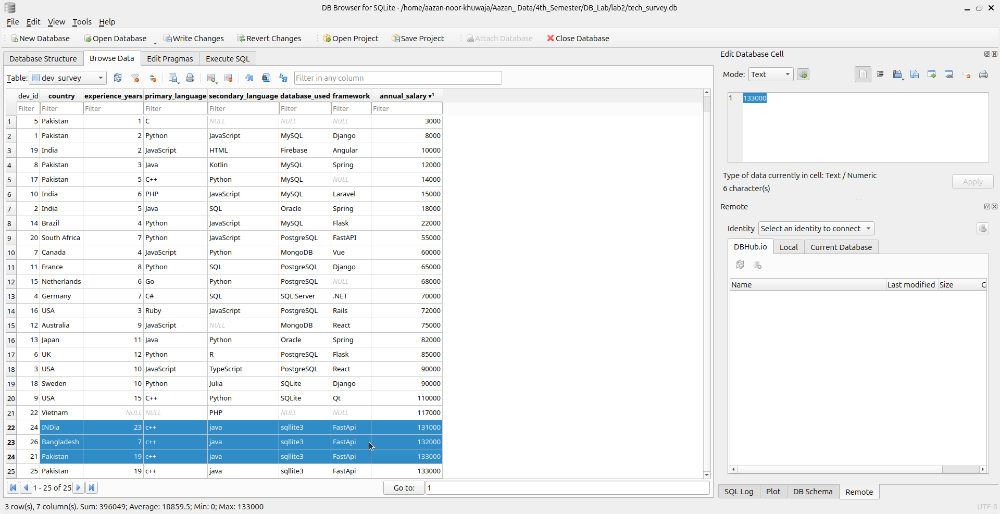 DB Browser for SQLite - /home/aazan-noor-khuwaja/Aazan_ Data/4th_Semester/DB_Lab/lab2/tech_survey.db
File Edit View Tools Help
New Database Open Database Write Changes Revert Changes Open Project Save Project Attach Database Close Database
Database Structure Browse Data Edit Pragmas Execute SQL
Table: dev_survey Filter in any column
dev_id country experience_years primary_language secondary_language database_used framework annual_salary ▾¹
Filter Filter Filter Filter Filter Filter Filter Filter
1 5 Pakistan 1 C NULL NULL NULL 3000
2 1 Pakistan 2 Python JavaScript MySQL Django 8000
3 19 India 2 JavaScript HTML Firebase Angular 10000
4 8 Pakistan 3 Java Kotlin MySQL Spring 12000
5 17 Pakistan 5 C++ Python MySQL NULL 14000
6 10 India 6 PHP JavaScript MySQL Laravel 15000
7 2 India 5 Java SQL Oracle Spring 18000
8 14 Brazil 4 Python JavaScript MySQL Flask 22000
9 20 South Africa 7 Python JavaScript PostgreSQL FastAPI 55000
10 7 Canada 4 JavaScript Python MongoDB Vue 60000
11 11 France 8 Python SQL PostgreSQL Django 65000
12 15 Netherlands 6 Go Python PostgreSQL NULL 68000
13 4 Germany 7 C# SQL SQL Server .NET 70000
14 16 USA 3 Ruby JavaScript PostgreSQL Rails 72000
15 12 Australia 9 JavaScript NULL MongoDB React 75000
16 13 Japan 11 Java Python Oracle Spring 82000
17 6 UK 12 Python R PostgreSQL Flask 85000
18 3 USA 10 JavaScript TypeScript PostgreSQL React 90000
19 18 Sweden 10 Python Julia SQLite Django 90000
20 9 USA 15 C++ Python SQLite Qt 110000
21 22 Vietnam NULL NULL PHP NULL NULL 117000
22 24 INDia 23 c++ java sqllite3 FastApi 131000
23 26 Bangladesh 7 c++ java sqllite3 FastApi 132000
24 21 Pakistan 19 c++ java sqllite3 FastApi 133000
25 25 Pakistan 19 c++ java sqllite3 FastApi 133000
1 - 25 of 25 Go to: 1
3 row(s), 7 column(s). Sum: 396049; Average: 18859.5; Min: 0; Max: 133000
Edit Database Cell
Mode: Text
1 133000
Type of data currently in cell: Text / Numeric
6 character(s)
Apply
Remote
Identity Select an identity to connect
DBHub.io Local Current Database
Name Last modified Size C
SQL Log Plot DB Schema Remote
UTF-8